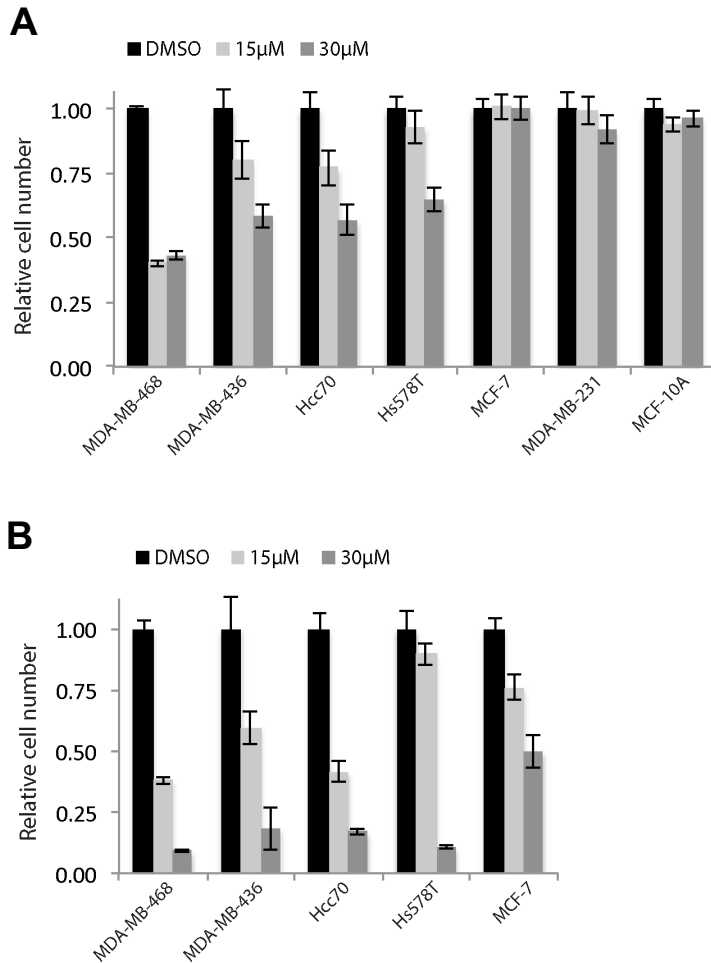 A
DMSO 15µM 30µM
Relative cell number
1.00
0.75
0.50
0.25
0.00
MDA-MB-468
MDA-MB-436
Hcc70
Hs578T
MCF-7
MDA-MB-231
MCF-10A
B
DMSO 15µM 30µM
Relative cell number
1.00
0.75
0.50
0.25
0.00
MDA-MB-468
MDA-MB-436
Hcc70
Hs578T
MCF-7